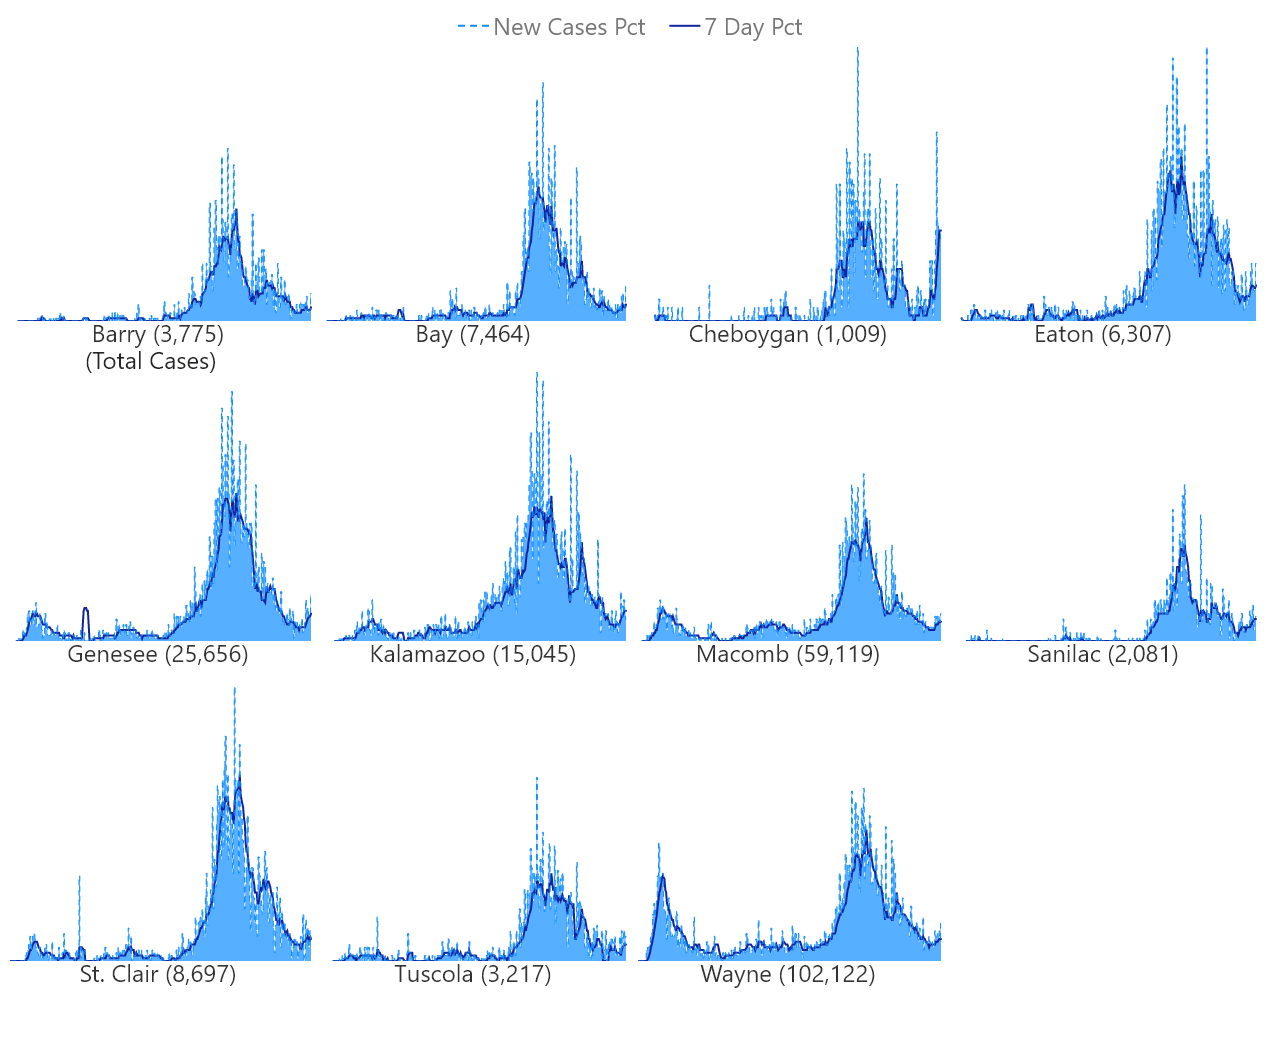 New Cases Pct 7 Day Pct
Barry (3,775) Bay (7,464) Cheboygan (1,009) Eaton (6,307)
(Total Cases)
Genesee (25,656) Kalamazoo (15,045) Macomb (59,119) Sanilac (2,081)
St. Clair (8,697) Tuscola (3,217) Wayne (102,122)